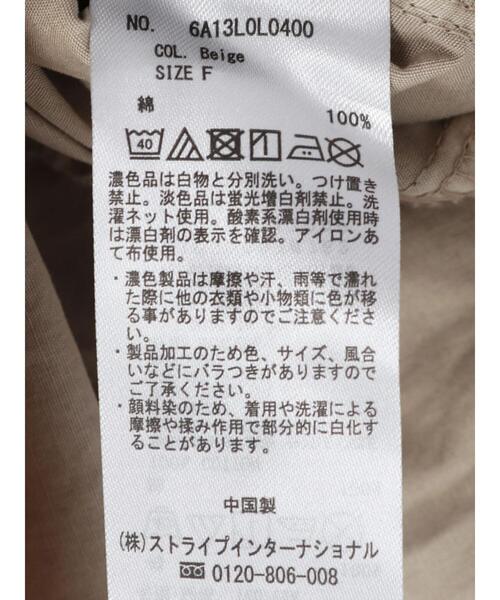 NO. 6A13L0L0400
COL. Beige
SIZE F
綿 100%
40
濃色品は白物と分別洗い。つけ置き
禁止。淡色品は蛍光増白剤禁止。洗
濯ネット使用。酸素系漂白剤使用時
は漂白剤の表示を確認。アイロンあ
て布使用。
・濃色製品は摩擦や汗、雨等で濡れ
た際に他の衣類や小物類に色が移
る事がありますのでご注意くださ
い。
・製品加工のため色、サイズ、風合
いなどにバラつきがありますので
ご了承ください。
・顔料染のため、着用や洗濯による
摩擦や揉み作用で部分的に白化す
ることがあります。
中国製
(株)ストライプインターナショナル
0120-806-008